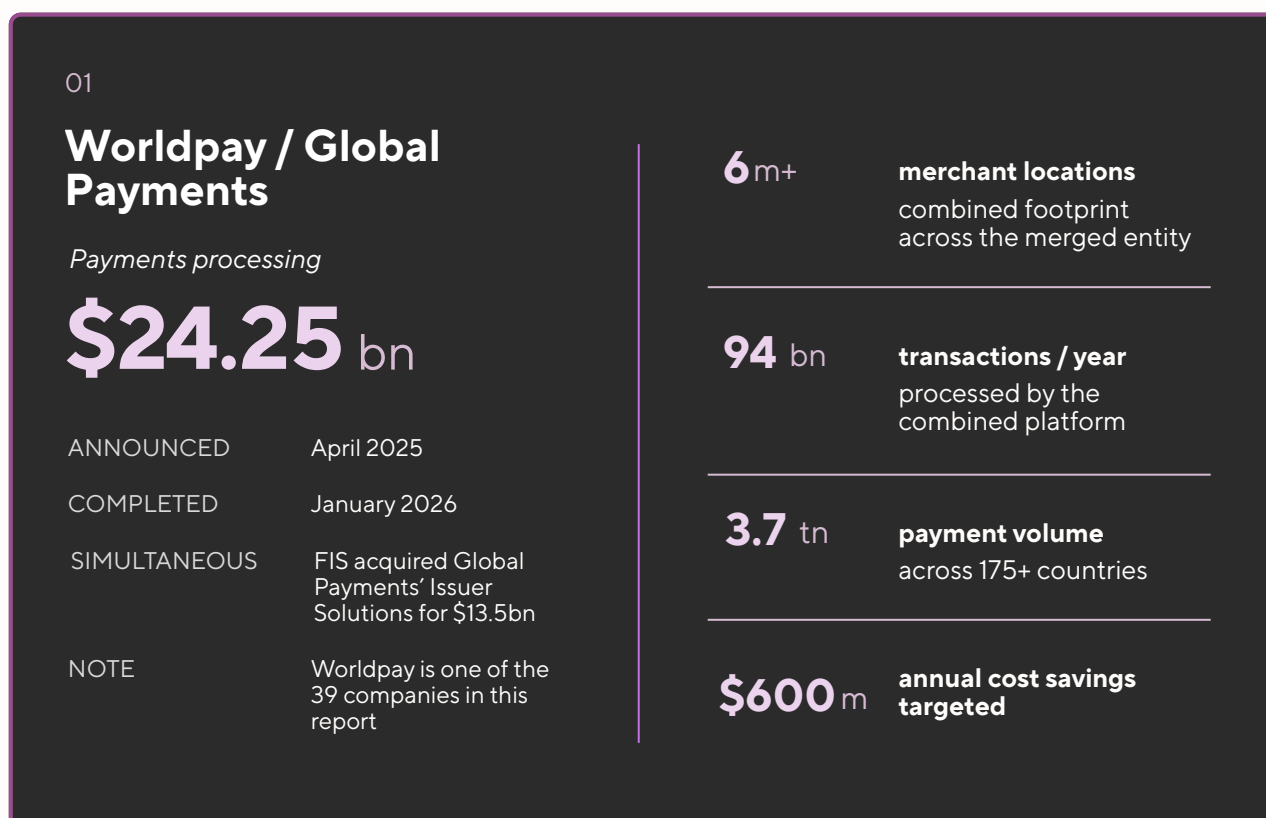 01
Worldpay / Global
Payments
Payments processing
$24.25 bn
ANNOUNCED April 2025
COMPLETED January 2026
SIMULTANEOUS FIS acquired Global
Payments’ Issuer
Solutions for $13.5bn
NOTE Worldpay is one of the
39 companies in this
report
6m+ merchant locations
combined footprint
across the merged entity
94 bn transactions / year
processed by the
combined platform
3.7 tn payment volume
across 175+ countries
$600m annual cost savings
targeted